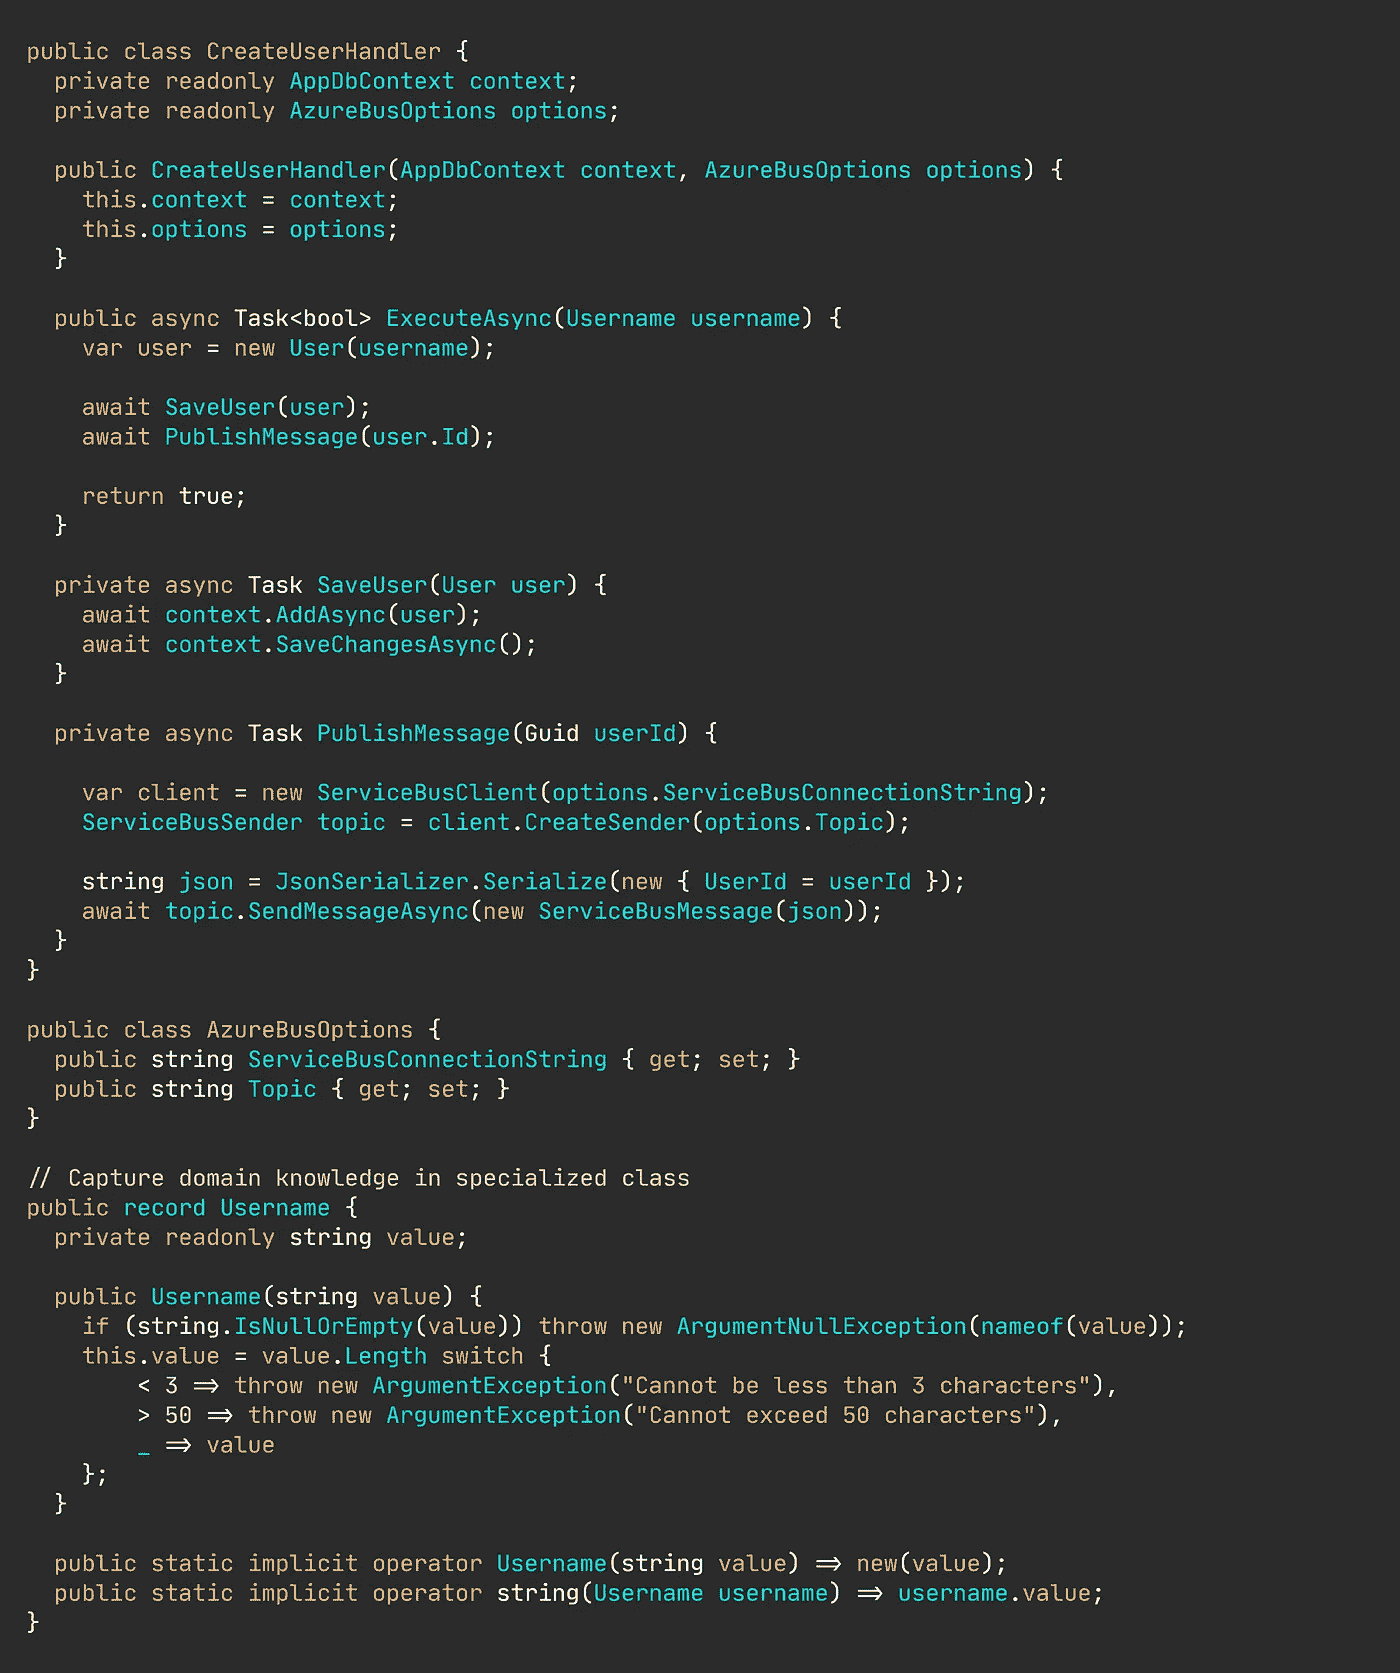 public class CreateUserHandler {
  private readonly AppDbContext context;
  private readonly AzureBusOptions options;

  public CreateUserHandler(AppDbContext context, AzureBusOptions options) {
    this.context = context;
    this.options = options;
  }

  public async Task<bool> ExecuteAsync(Username username) {
    var user = new User(username);

    await SaveUser(user);
    await PublishMessage(user.Id);

    return true;
  }

  private async Task SaveUser(User user) {
    await context.AddAsync(user);
    await context.SaveChangesAsync();
  }

  private async Task PublishMessage(Guid userId) {

    var client = new ServiceBusClient(options.ServiceBusConnectionString);
    ServiceBusSender topic = client.CreateSender(options.Topic);

    string json = JsonSerializer.Serialize(new { UserId = userId });
    await topic.SendMessageAsync(new ServiceBusMessage(json));
  }
}

public class AzureBusOptions {
  public string ServiceBusConnectionString { get; set; }
  public string Topic { get; set; }
}

// Capture domain knowledge in specialized class
public record Username {
  private readonly string value;

  public Username(string value) {
    if (string.IsNullOrEmpty(value)) throw new ArgumentNullException(nameof(value));
    this.value = value.Length switch {
        < 3 => throw new ArgumentException("Cannot be less than 3 characters"),
        > 50 => throw new ArgumentException("Cannot exceed 50 characters"),
        _ => value
    };
  }

  public static implicit operator Username(string value) => new(value);
  public static implicit operator string(Username username) => username.value;
}